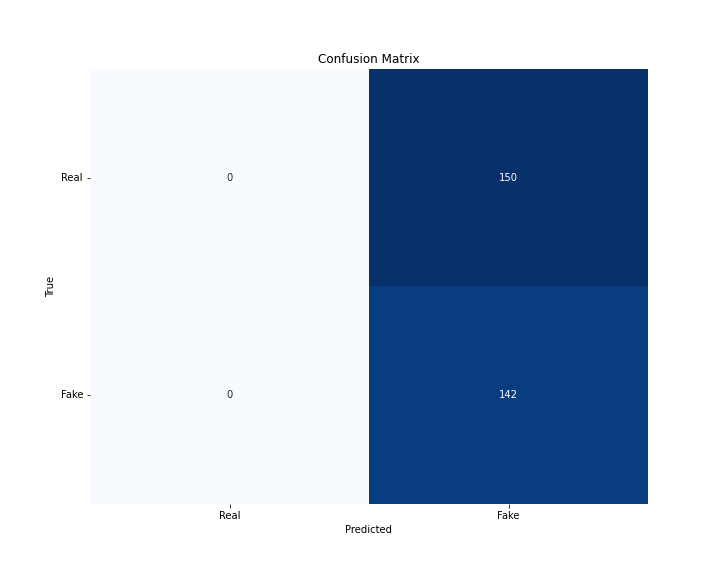 Confusion Matrix
Real
0
150
True
Fake
0
142
Real
Fake
Predicted